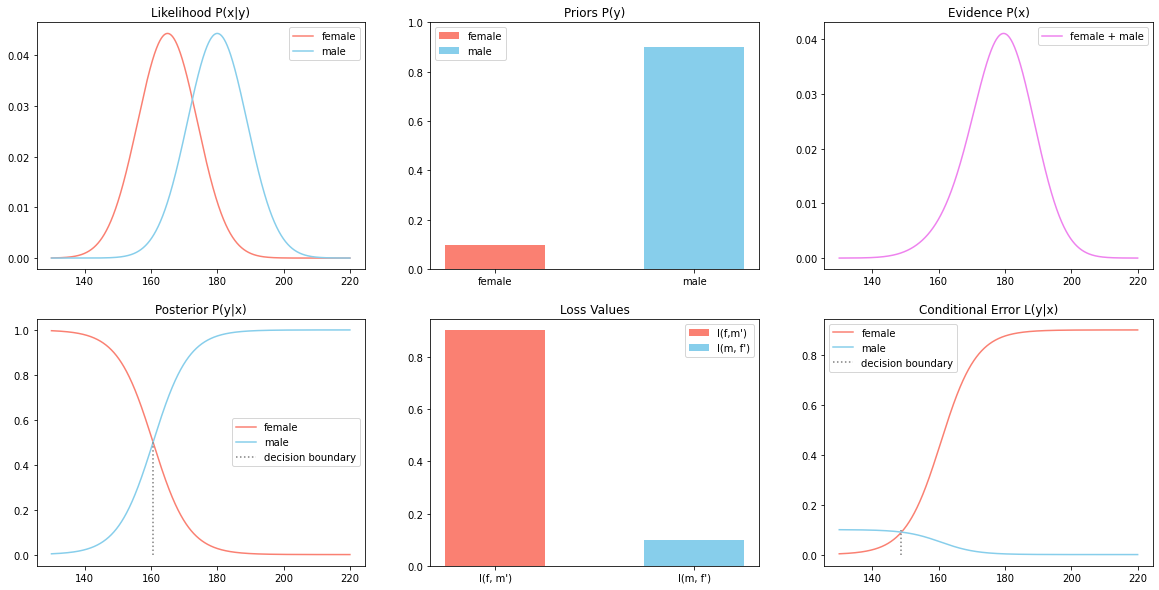 Likelihood P(x|y)
female
male
0.04
0.03
0.02
0.01
0.00
140 160 180 200 220
Priors P(y)
female
male
1.0
0.8
0.6
0.4
0.2
0.0
female male
Evidence P(x)
female + male
0.04
0.03
0.02
0.01
0.00
140 160 180 200 220
Posterior P(y|x)
female
male
decision boundary
1.0
0.8
0.6
0.4
0.2
0.0
140 160 180 200 220
Loss Values
l(f,m')
l(m, f')
0.8
0.6
0.4
0.2
0.0
l(f, m') l(m, f')
Conditional Error L(y|x)
female
male
decision boundary
0.8
0.6
0.4
0.2
0.0
140 160 180 200 220